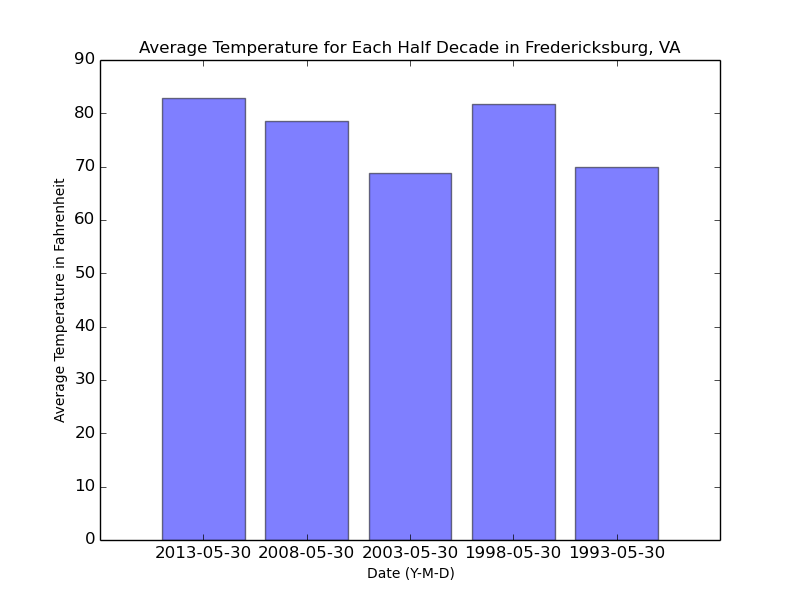 Average Temperature for Each Half Decade in Fredericksburg, VA
90
80
70
60
50
40
30
20
10
0
Average Temperature in Fahrenheit
2013-05-30 2008-05-30 2003-05-30 1998-05-30 1993-05-30
Date (Y-M-D)